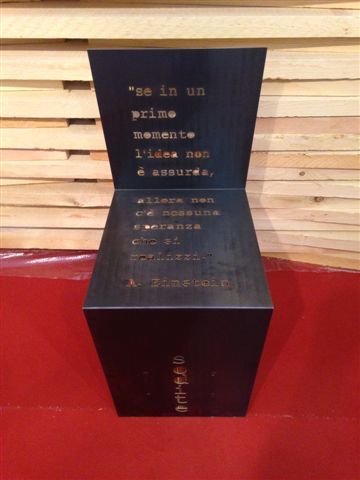 "se in un
primo
momento
l'idea non
è assurda,
allora non
c'è nessuna
speranza
che si
realizzi."
A. Einstein